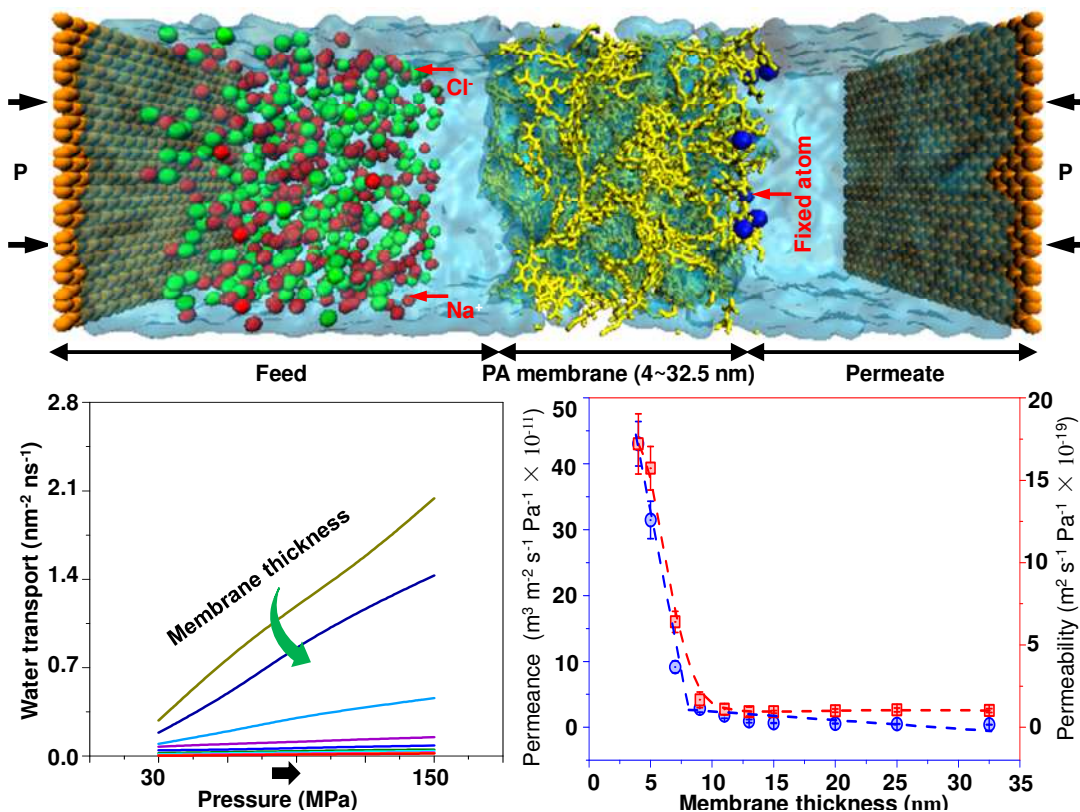 Cl-
P
P
Fixed atom
Na+
Feed
PA membrane (4~32.5 nm)
Permeate
2.8
2.1
1.4
0.7
0.0
Water transport (nm-2 ns-1)
Membrane thickness
30
150
Pressure (MPa)
50
40
30
20
10
0
Permeance (m3 m-2 s-1 Pa-1 × 10-11)
20
15
10
5
0
Permeability (m2 s-1 Pa-1 × 10-19)
0
5
10
15
20
25
30
35
Membrane thickness (nm)